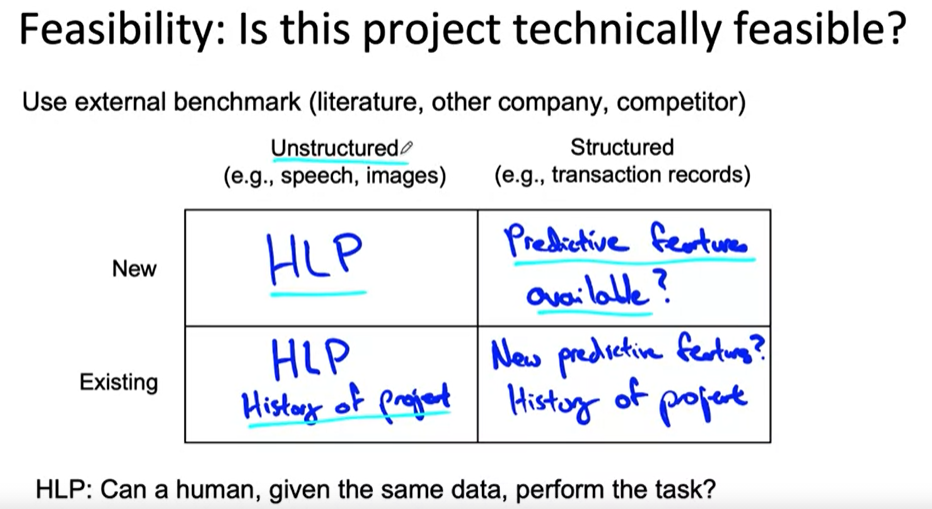 Feasibility: Is this project technically feasible?
Use external benchmark (literature, other company, competitor)
Unstructured
(e.g., speech, images)
Structured
(e.g., transaction records)
New
HLP
Predictive features
available?
Existing
HLP
History of project
New predictive features?
History of project
HLP: Can a human, given the same data, perform the task?